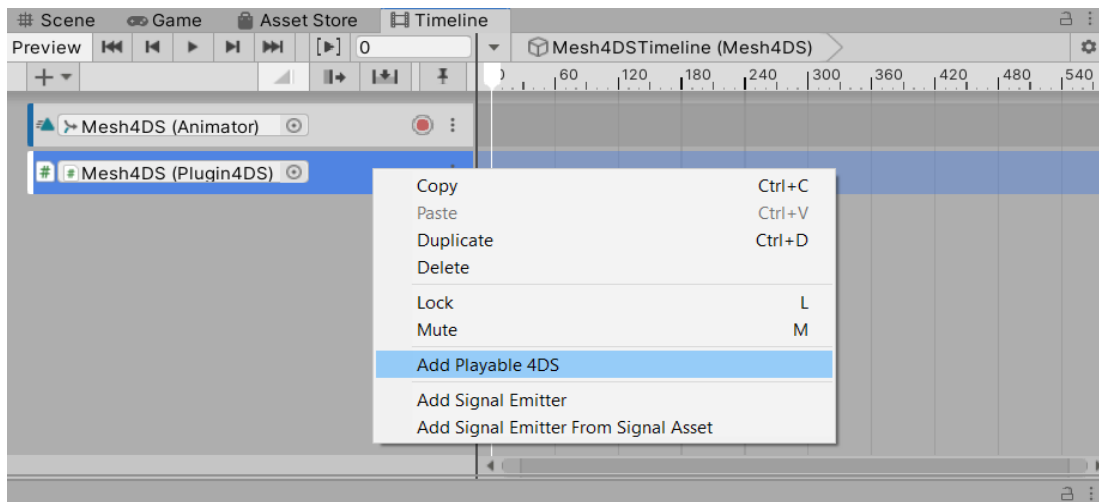 Scene Game Asset Store Timeline
Preview 0 Mesh4DSTimeline (Mesh4DS)
60 120 180 240 300 360 420 480 540
Mesh4DS (Animator)
# # Mesh4DS (Plugin4DS)
Copy Ctrl+C
Paste Ctrl+V
Duplicate Ctrl+D
Delete
Lock L
Mute M
Add Playable 4DS
Add Signal Emitter
Add Signal Emitter From Signal Asset